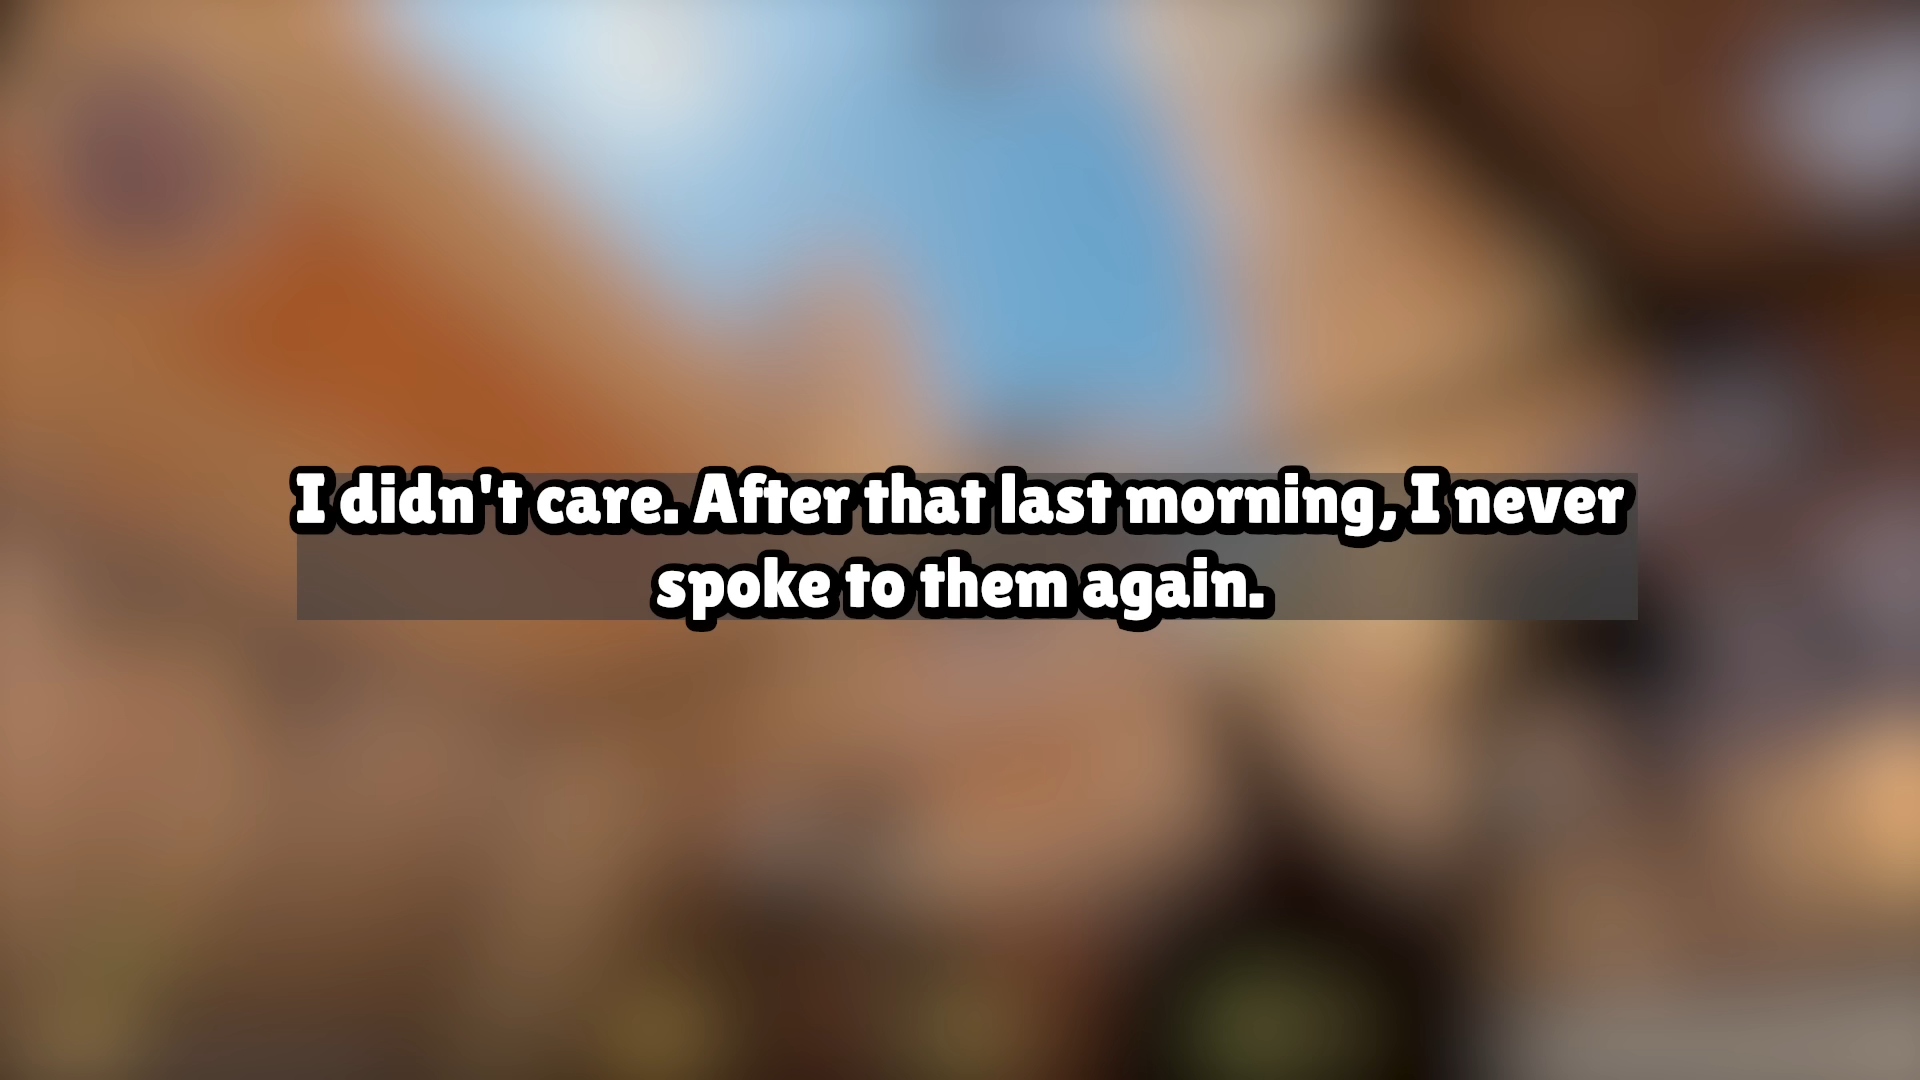 I didn't care. After that last morning, I never
spoke to them again.